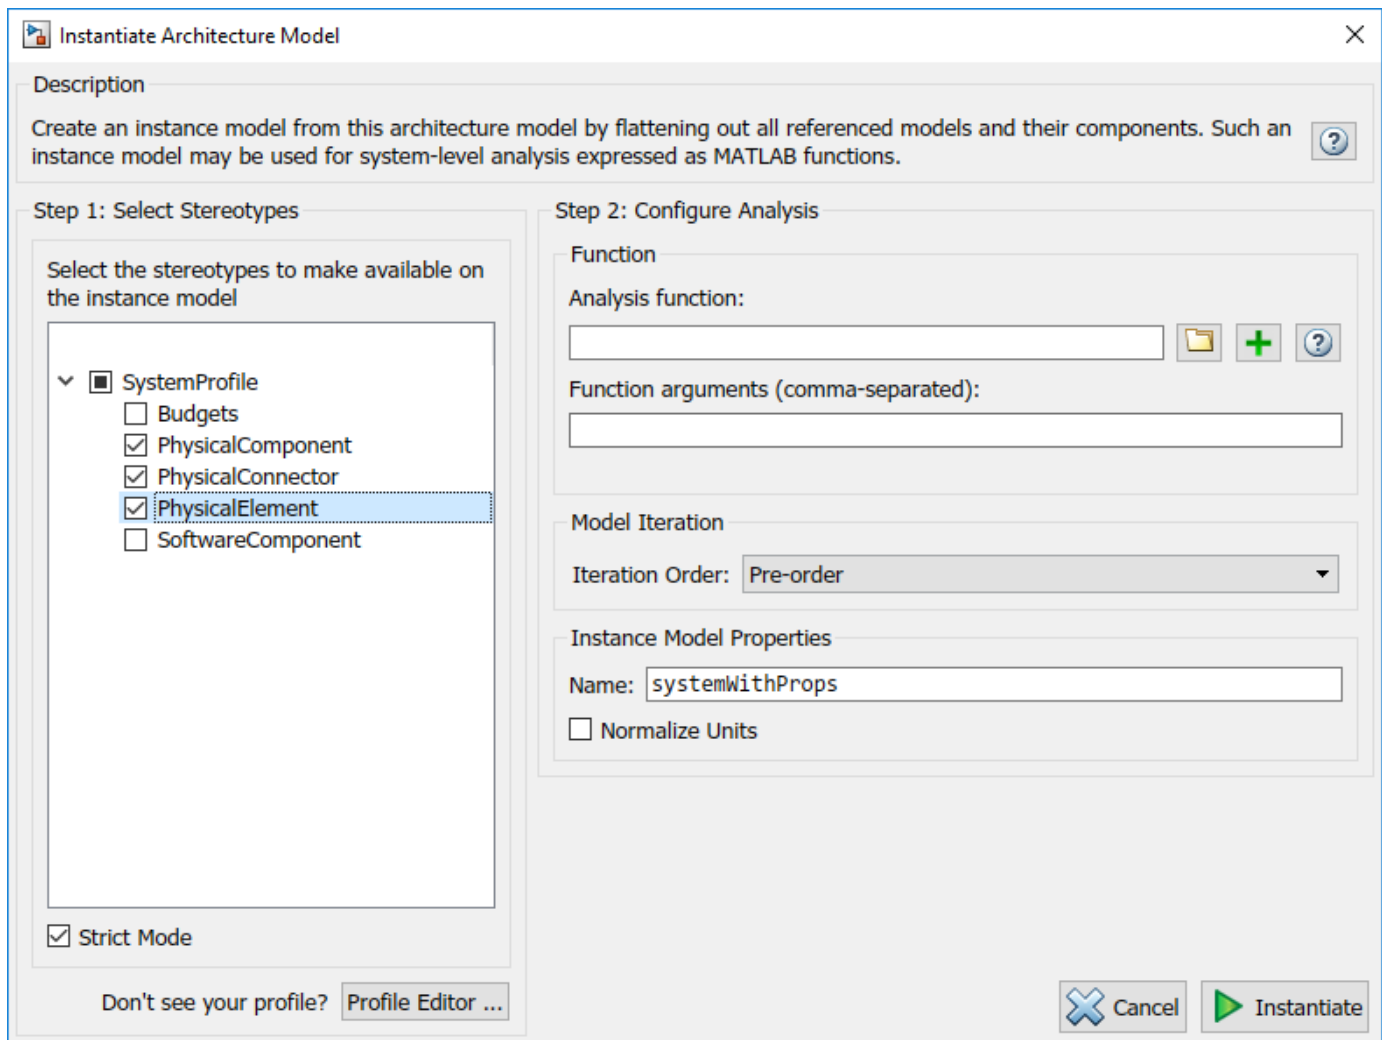 Instantiate Architecture Model
Description
Create an instance model from this architecture model by flattening out all referenced models and their components. Such an
instance model may be used for system-level analysis expressed as MATLAB functions.
Step 1: Select Stereotypes
Select the stereotypes to make available on
the instance model
SystemProfile
Budgets
PhysicalComponent
PhysicalConnector
PhysicalElement
SoftwareComponent
Strict Mode
Don't see your profile? Profile Editor ...
Step 2: Configure Analysis
Function
Analysis function:
Function arguments (comma-separated):
Model Iteration
Iteration Order: Pre-order
Instance Model Properties
Name: systemWithProps
Normalize Units
Cancel Instantiate